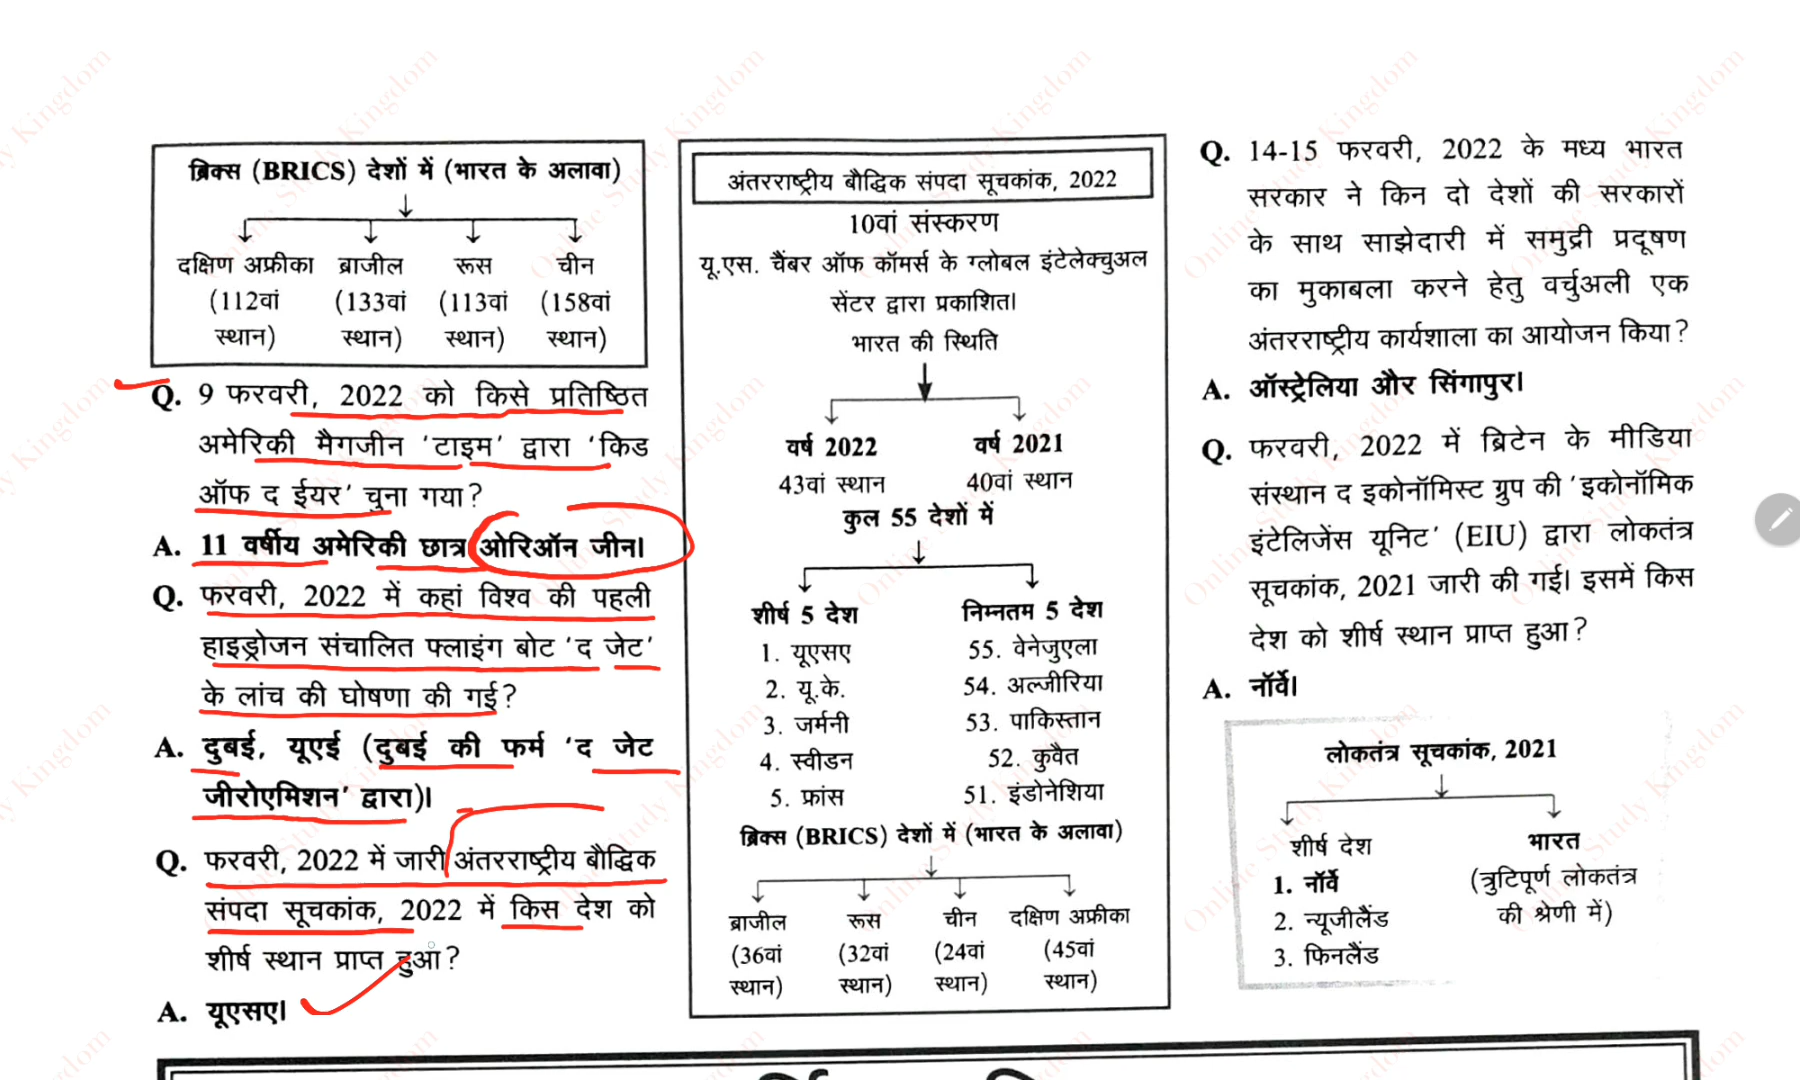 ब्रिक्स (BRICS) देशों में (भारत के अलावा)
दक्षिण अफ्रीका ब्राजील रूस चीन
(112वां (133वां (113वां (158वां
स्थान) स्थान) स्थान) स्थान)
Q. 9 फरवरी, 2022 को किसे प्रतिष्ठित
अमेरिकी मैगजीन 'टाइम' द्वारा 'किड
ऑफ द ईयर' चुना गया?
A. 11 वर्षीय अमेरिकी छात्र ओरिऑन जीन।
Q. फरवरी, 2022 में कहां विश्व की पहली
हाइड्रोजन संचालित फ्लाइंग बोट 'द जेट'
के लांच की घोषणा की गई?
A. दुबई, यूएई (दुबई की फर्म 'द जेट
जीरोएमिशन' द्वारा)।
Q. फरवरी, 2022 में जारी अंतरराष्ट्रीय बौद्धिक
संपदा सूचकांक, 2022 में किस देश को
शीर्ष स्थान प्राप्त हुआ?
A. यूएसए।
अंतरराष्ट्रीय बौद्धिक संपदा सूचकांक, 2022
10वां संस्करण
यू.एस. चैंबर ऑफ कॉमर्स के ग्लोबल इंटेलेक्चुअल
सेंटर द्वारा प्रकाशित।
भारत की स्थिति
वर्ष 2022 वर्ष 2021
43वां स्थान 40वां स्थान
कुल 55 देशों में
शीर्ष 5 देश निम्नतम 5 देश
1. यूएसए 55. वेनेजुएला
2. यू.के. 54. अल्जीरिया
3. जर्मनी 53. पाकिस्तान
4. स्वीडन 52. कुवैत
5. फ्रांस 51. इंडोनेशिया
ब्रिक्स (BRICS) देशों में (भारत के अलावा)
ब्राजील रूस चीन दक्षिण अफ्रीका
(36वां (32वां (24वां (45वां
स्थान) स्थान) स्थान) स्थान)
Q. 14-15 फरवरी, 2022 के मध्य भारत
सरकार ने किन दो देशों की सरकारों
के साथ साझेदारी में समुद्री प्रदूषण
का मुकाबला करने हेतु वर्चुअली एक
अंतरराष्ट्रीय कार्यशाला का आयोजन किया?
A. ऑस्ट्रेलिया और सिंगापुर।
Q. फरवरी, 2022 में ब्रिटेन के मीडिया
संस्थान द इकोनॉमिस्ट ग्रुप की 'इकोनॉमिक
इंटेलिजेंस यूनिट' (EIU) द्वारा लोकतंत्र
सूचकांक, 2021 जारी की गई। इसमें किस
देश को शीर्ष स्थान प्राप्त हुआ?
A. नॉर्वे।
लोकतंत्र सूचकांक, 2021
शीर्ष देश भारत
1. नॉर्वे (त्रुटिपूर्ण लोकतंत्र
2. न्यूजीलैंड की श्रेणी में)
3. फिनलैंड
Online Study Kingdom